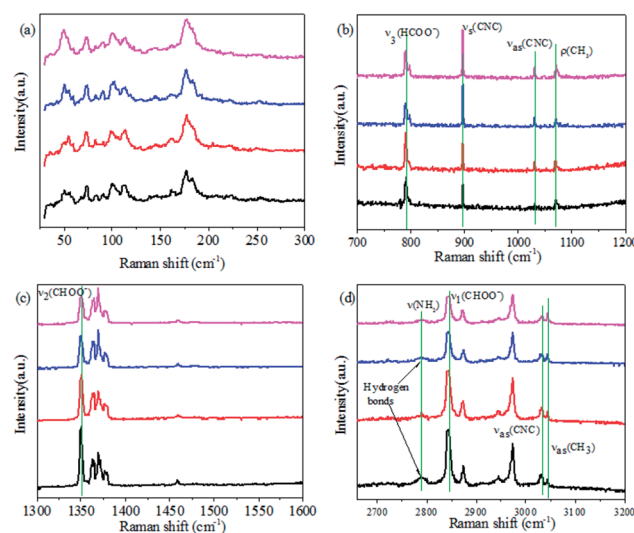 (a)
Intensity(a.u.)
50 100 150 200 250 300
Raman shift (cm⁻¹)
(b)
ν₃(HCOO⁻)
νₛ(CNC)
νₐₛ(CNC)
ρ(CH₃)
Intensity(a.u.)
700 800 900 1000 1100 1200
Raman shift (cm⁻¹)
(c)
ν₂(CHOO⁻)
Intensity(a.u.)
1300 1350 1400 1450 1500 1550 1600
Raman shift (cm⁻¹)
(d)
ν(NH₂)
ν₁(CHOO⁻)
Hydrogen
bonds
νₐₛ(CNC)
νₐₛ(CH3)
Intensity(a.u.)
2700 2800 2900 3000 3100 3200
Raman shift (cm⁻¹)